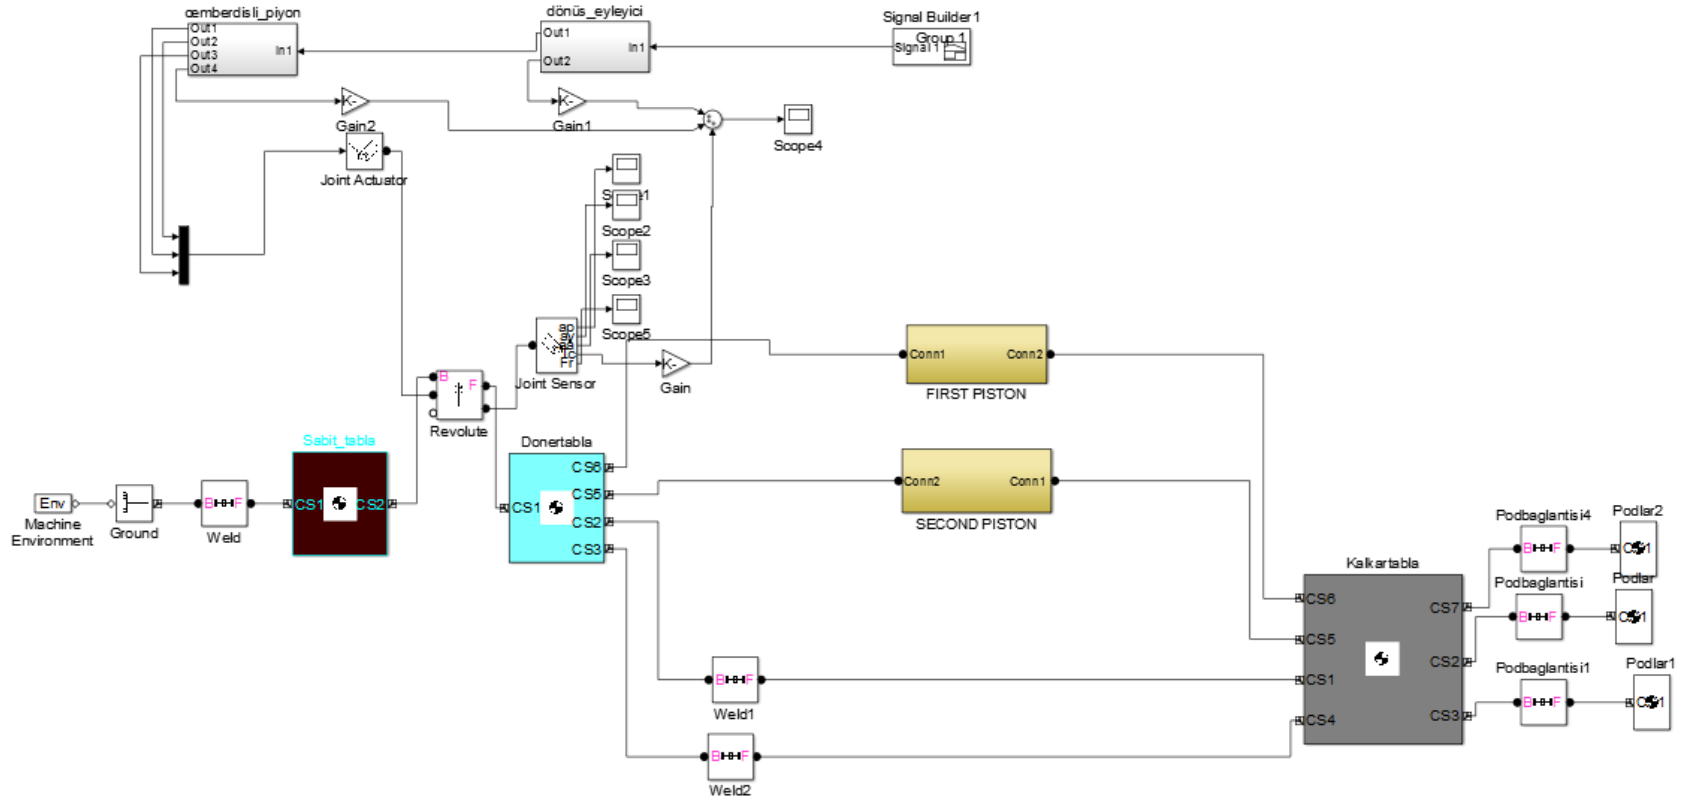 œmberdisli_piyon
dönüs_eyleyici
Signal Builder1
Out1
Out2
Out3
Out4
In1
Out1
Out2
In1
Group 1
Signal 1
K-
Gain2
K-
Gain1
Scope4
Joint Actuator
Scope2
Scope3
Scope5
ap
Fr
Joint Sensor
K-
Gain
B
F
Revolute
Conn1
Conn2
FIRST PISTON
Conn2
Conn1
SECOND PISTON
Env
Machine
Environment
Ground
B
F
Weld
Sabit_tabla
CS1
CS2
Donertabla
CS1
CS6
CS5
CS2
CS3
B
F
Weld1
B
F
Weld2
Kalkartabla
CS6
CS5
CS1
CS4
CS7
CS2
CS3
Podbaglantisi4
B
F
Podlar2
Podbaglantisi
B
F
Podlar
Podbaglantisi1
B
F
Podlar1